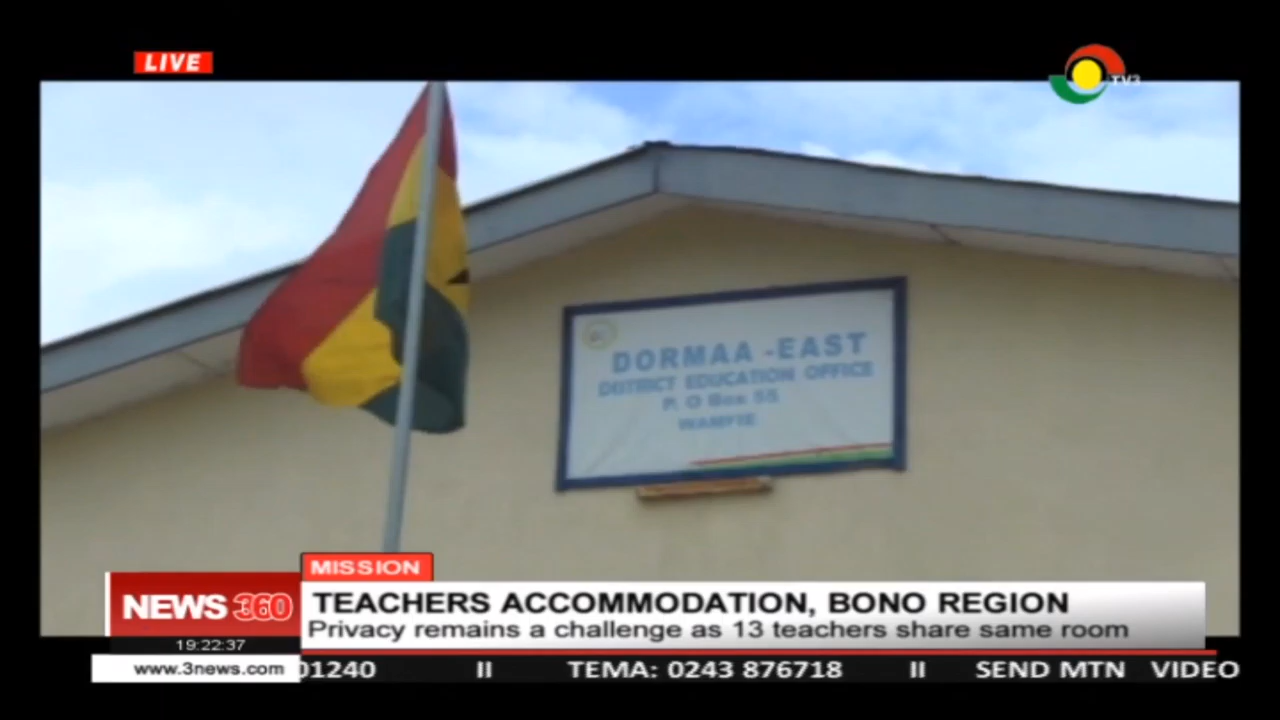 LIVE
TV3
DORMAA -EAST
DISTRICT EDUCATION OFFICE
P. O Box 55
WAMFIE
MISSION
NEWS 360
TEACHERS ACCOMMODATION, BONO REGION
Privacy remains a challenge as 13 teachers share same room
19:22:37
www.3news.com
01240 II TEMA: 0243 876718 II SEND MTN VIDEO